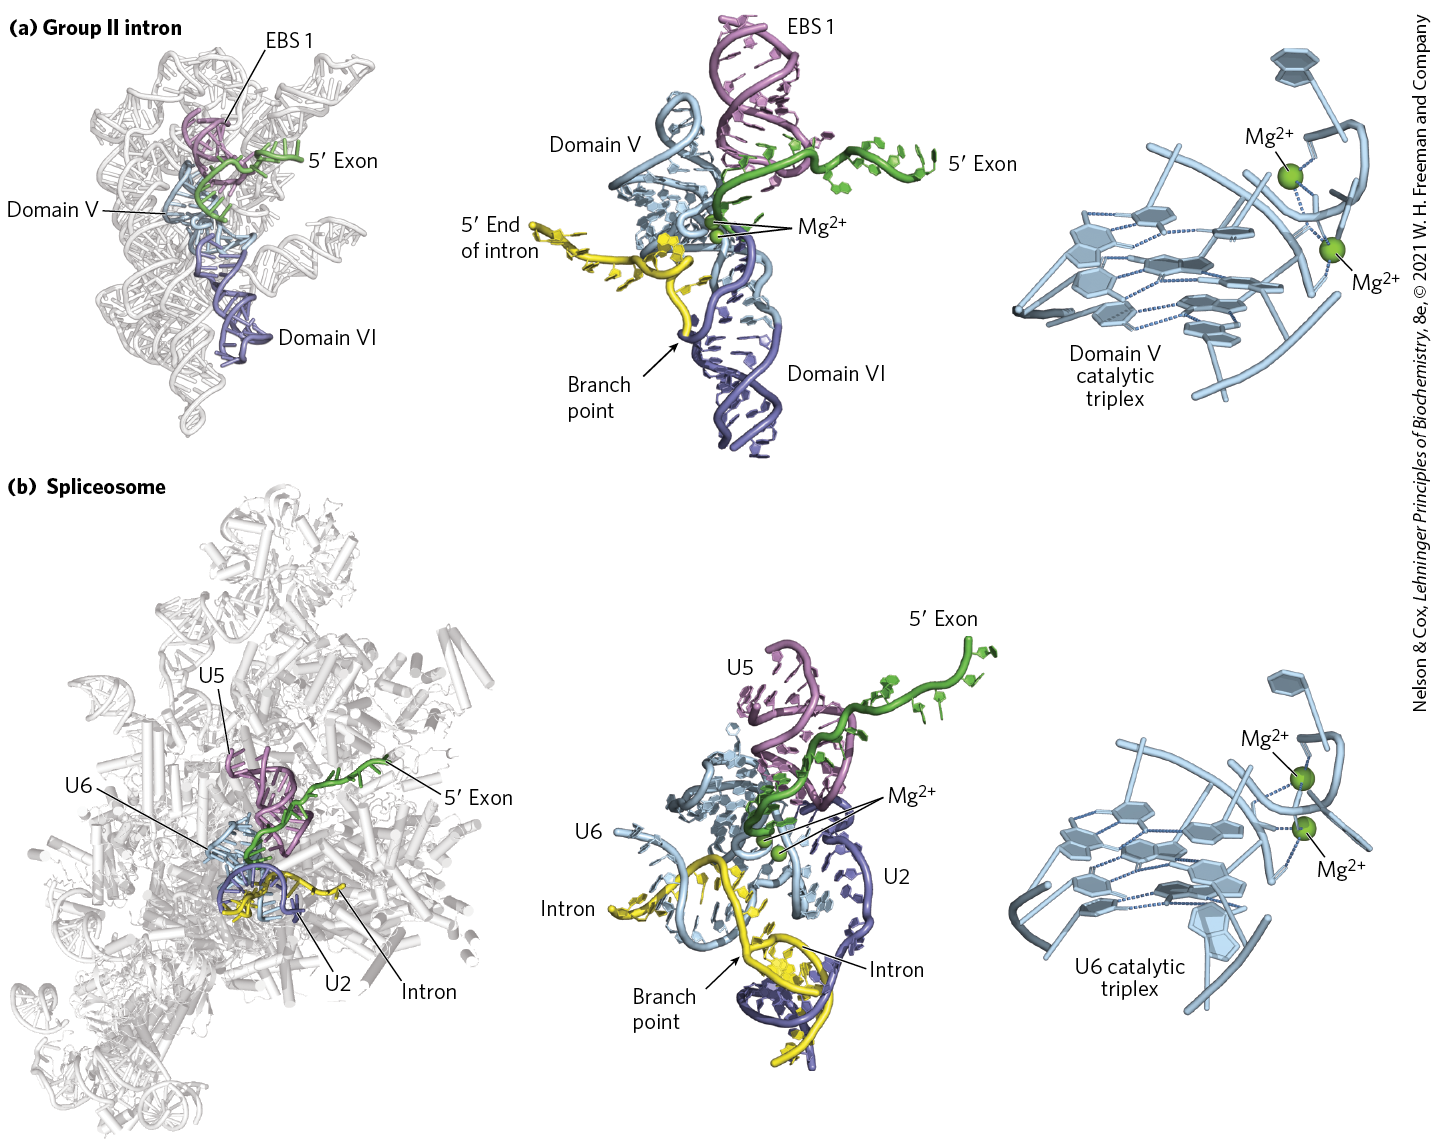 (a) Group II intron
EBS 1
5′ Exon
Domain V
Domain VI
EBS 1
Domain V
5′ Exon
5′ End
of intron
Mg2+
Branch
point
Domain VI
Mg2+
Mg2+
Domain V
catalytic
triplex
(b) Spliceosome
U5
U6
5′ Exon
U2
Intron
5′ Exon
U5
Mg2+
U6
U2
Intron
Intron
Branch
point
Mg2+
Mg2+
U6 catalytic
triplex
Nelson & Cox, Lehninger Principles of Biochemistry, 8e, © 2021 W. H. Freeman and Company